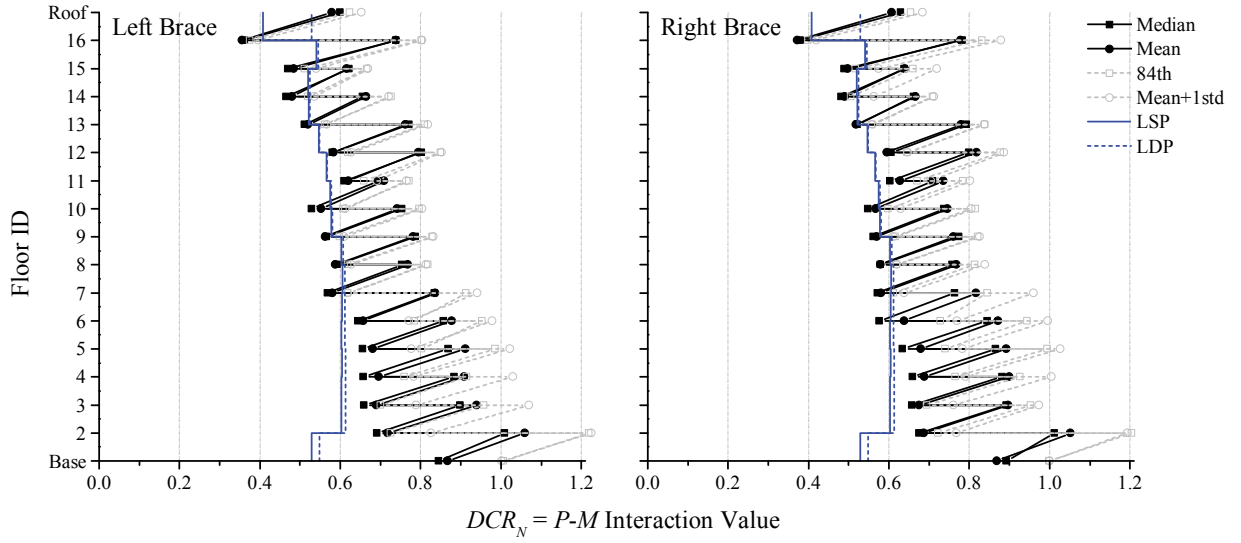 Left Brace
Right Brace
Median
Mean
84th
Mean+1std
LSP
LDP
Floor ID
Roof
16
15
14
13
12
11
10
9
8
7
6
5
4
3
2
Base
0.0 0.2 0.4 0.6 0.8 1.0 1.2
0.0 0.2 0.4 0.6 0.8 1.0 1.2
DCR_N = P-M Interaction Value